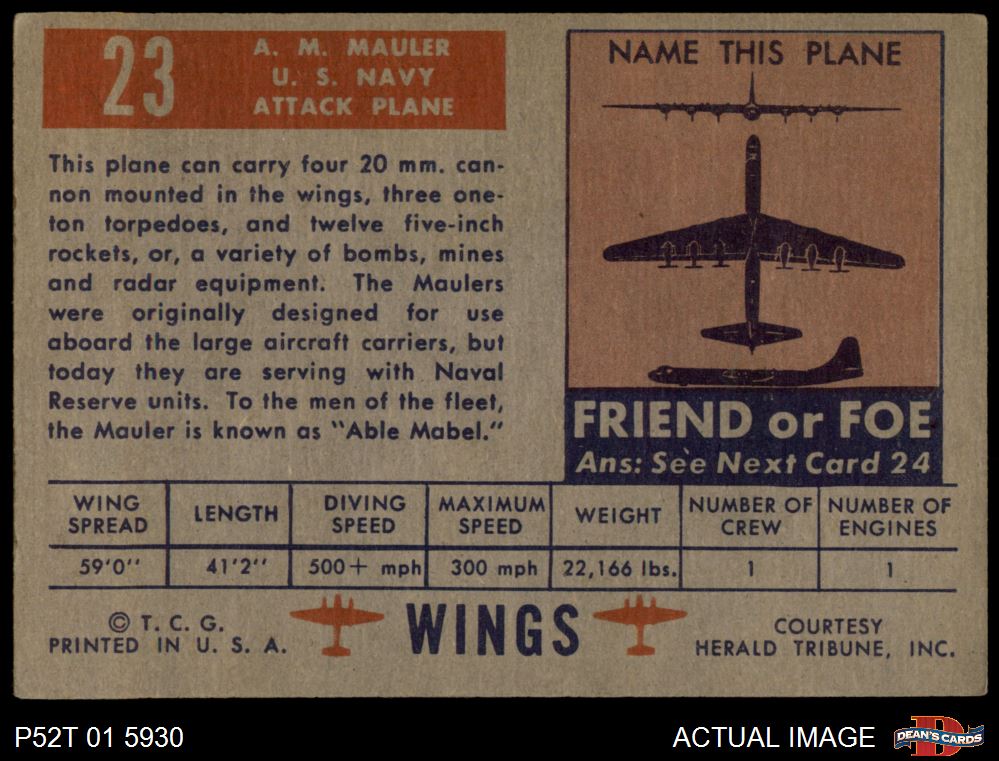 23
A. M. MAULER
U. S. NAVY
ATTACK PLANE
This plane can carry four 20 mm. can-
non mounted in the wings, three one-
ton torpedoes, and twelve five-inch
rockets, or, a variety of bombs, mines
and radar equipment. The Maulers
were originally designed for use
aboard the large aircraft carriers, but
today they are serving with Naval
Reserve units. To the men of the fleet,
the Mauler is known as "Able Mabel."
NAME THIS PLANE
FRIEND or FOE
Ans: See Next Card 24
WING SPREAD LENGTH DIVING SPEED MAXIMUM SPEED WEIGHT NUMBER OF CREW NUMBER OF ENGINES
59'0" 41'2" 500+ mph 300 mph 22,166 lbs. 1 1
© T. C. G.
PRINTED IN U. S. A.
WINGS
COURTESY
HERALD TRIBUNE, INC.
P52T 01 5930
ACTUAL IMAGE
D
DEAN'S CARDS